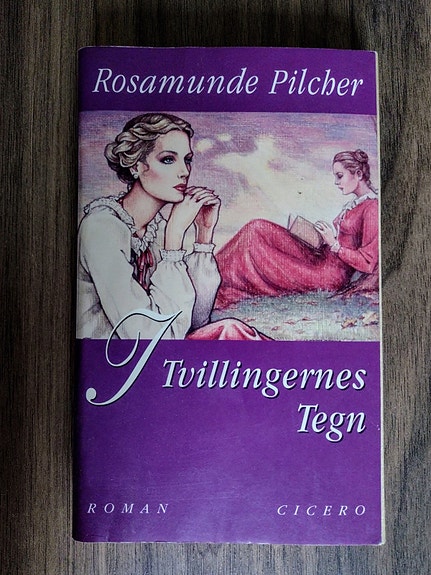 Rosamunde Pilcher
I Tvillingernes
Tegn
ROMAN CICERO